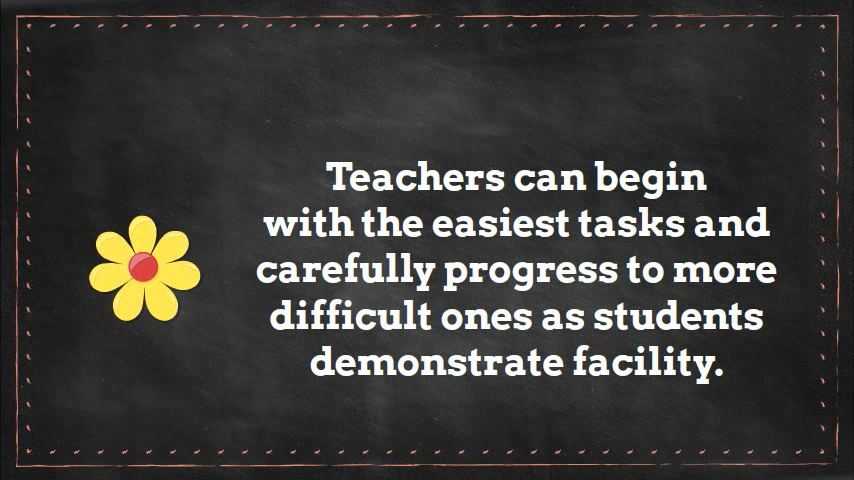 Teachers can begin
with the easiest tasks and
carefully progress to more
difficult ones as students
demonstrate facility.